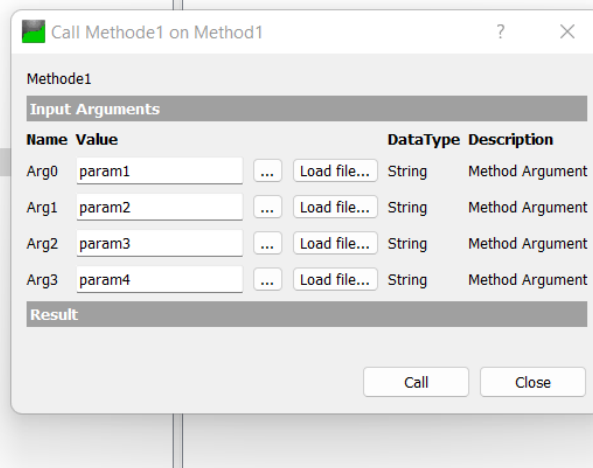 Call Methode1 on Method1
Methode1
Input Arguments
Name Value DataType Description
Arg0 param1 ... Load file... String Method Argument
Arg1 param2 ... Load file... String Method Argument
Arg2 param3 ... Load file... String Method Argument
Arg3 param4 ... Load file... String Method Argument
Result
Call Close